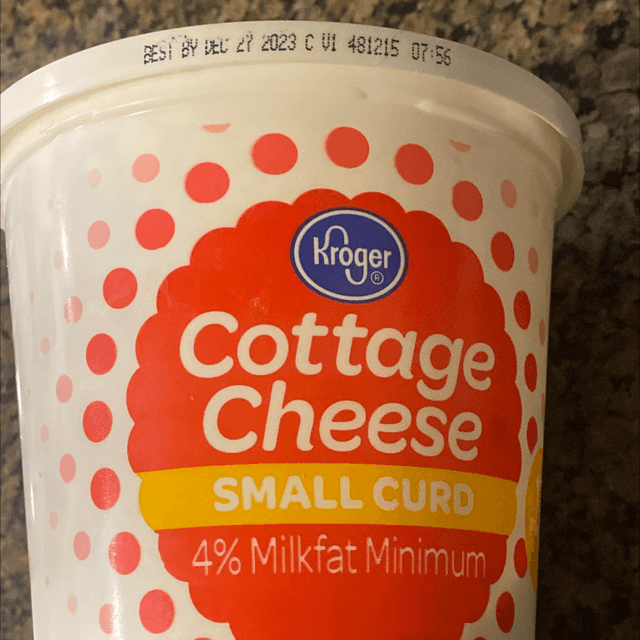 BEST BY DEC 27 2023 C V1 481215 07:56
Kroger
®
Cottage
Cheese
SMALL CURD
4% Milkfat Minimum